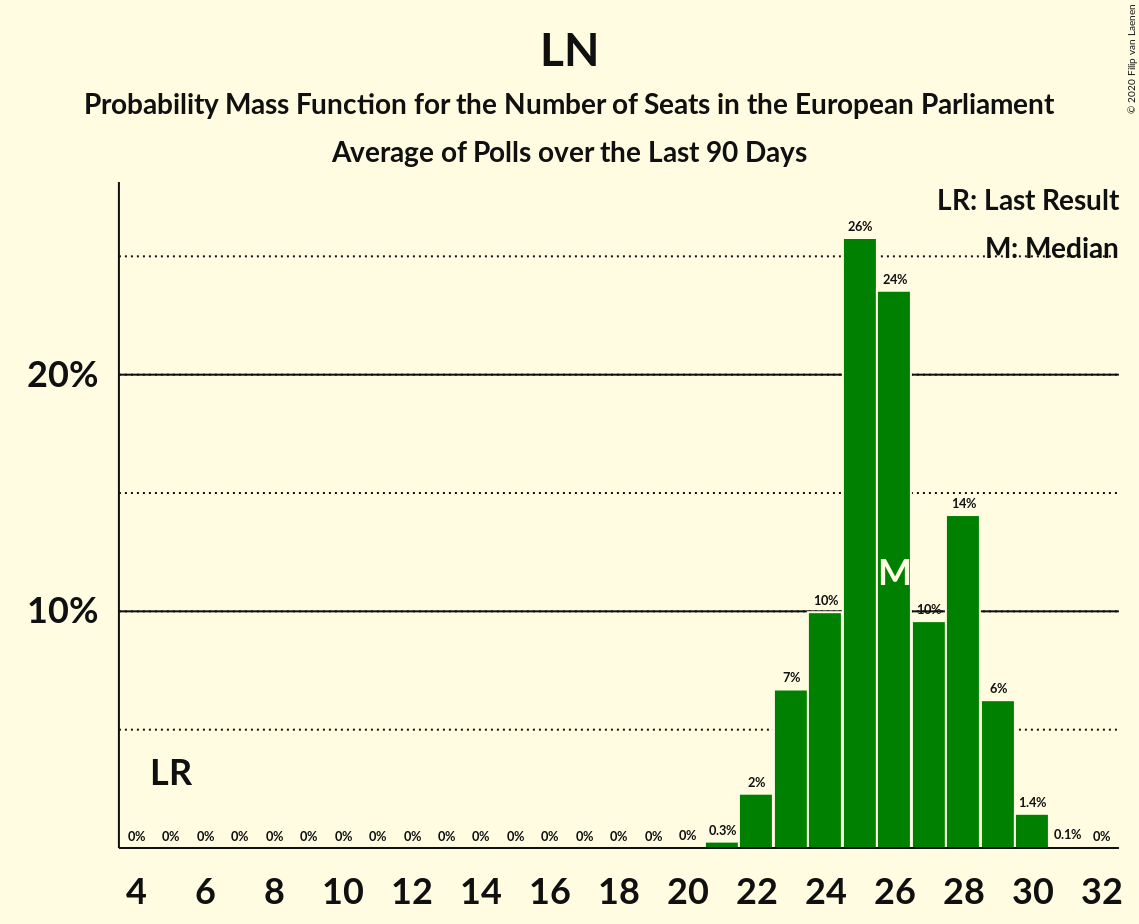 LN
Probability Mass Function for the Number of Seats in the European Parliament
Average of Polls over the Last 90 Days
© 2020 Filip van Laenen
LR: Last Result
M: Median
26%
24%
20%
14%
10%
10%
10%
M
7%
6%
LR
2%
1.4%
0% 0% 0% 0% 0% 0% 0% 0% 0% 0% 0% 0% 0% 0% 0% 0% 0% 0.3% 0.1% 0%
4 6 8 10 12 14 16 18 20 22 24 26 28 30 32